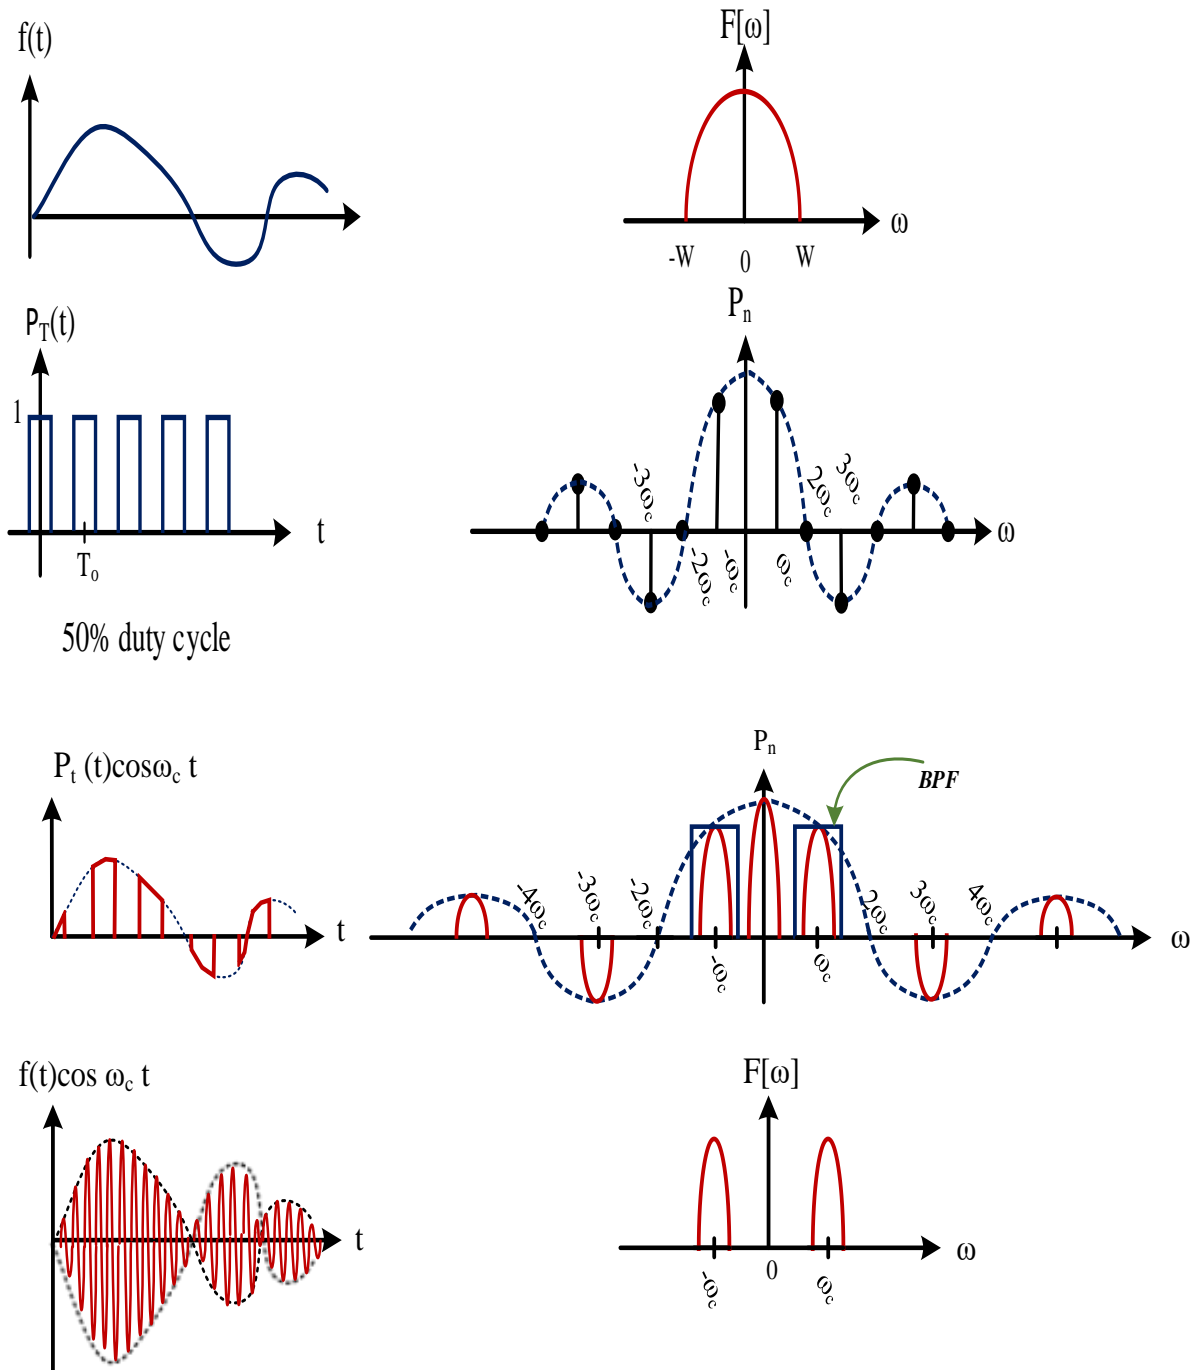 f(t)
F[ω]
ω
-W 0 W
P_T(t)
P_n
1
-3ω_c 2ω_c 3ω_c
t
ω
T_o
-2ω_c -ω_c ω_c
50% duty cycle
P_n
P_t (t)cosω_c t
BPF
-4ω_c -3ω_c -2ω_c 2ω_c 3ω_c 4ω_c
t
ω
-ω_c ω_c
f(t)cos ω_c t
F[ω]
t
ω
-ω_c 0 ω_c